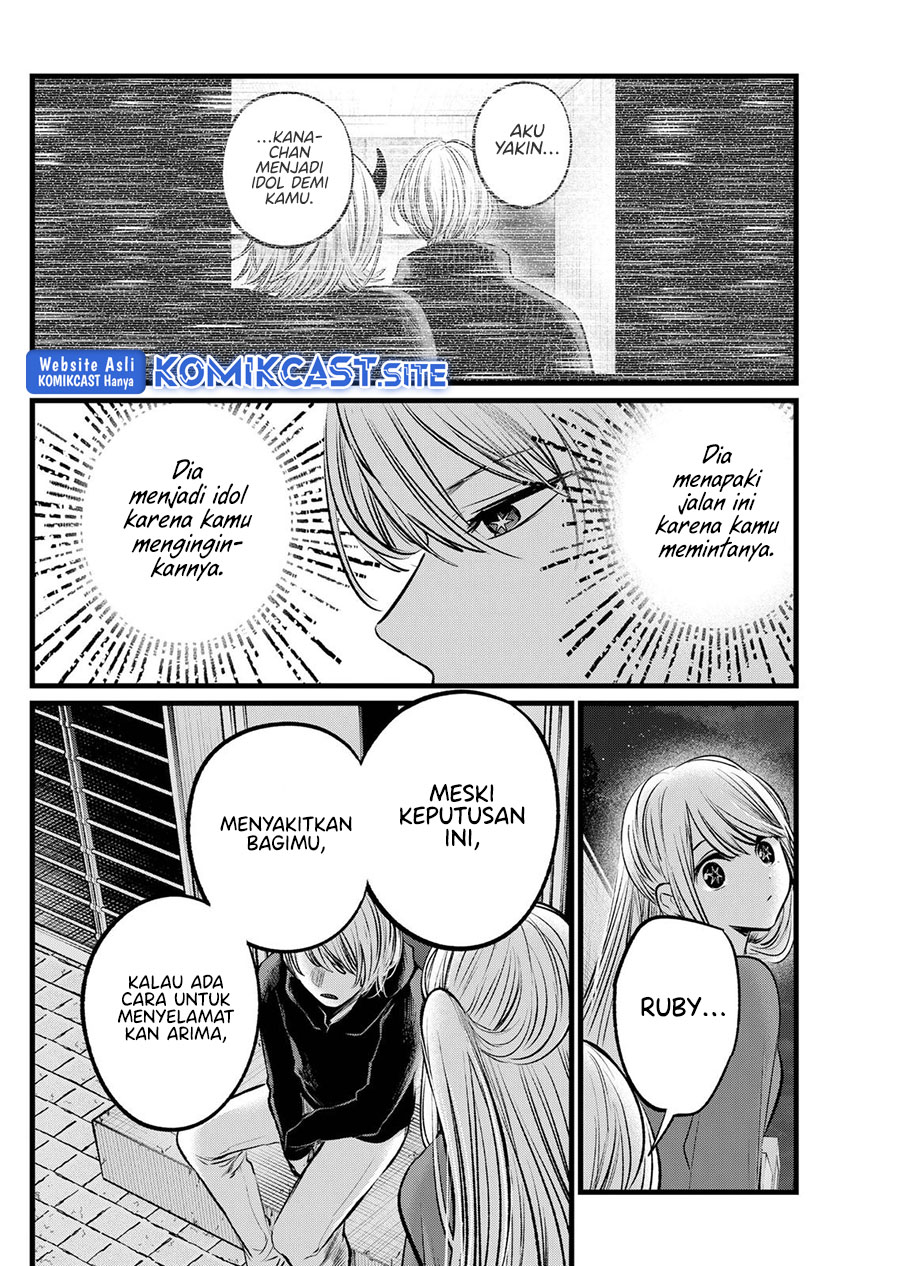 AKU
YAKIN...
...KANA-
CHAN
MENJADI
IDOL DEMI
KAMU.
Website Asli
KOMIKCAST Hanya
KOMIKCAST.SITE
Dia
menapaki
jalan ini
karena kamu
memintanya.
Dia
menjadi idol
karena kamu
mengingin-
kannya.
RUBY...
MESKI
KEPUTUSAN
INI,
MENYAKITKAN
BAGIMU,
KALAU ADA
CARA UNTUK
MENYELAMAT
KAN ARIMA,